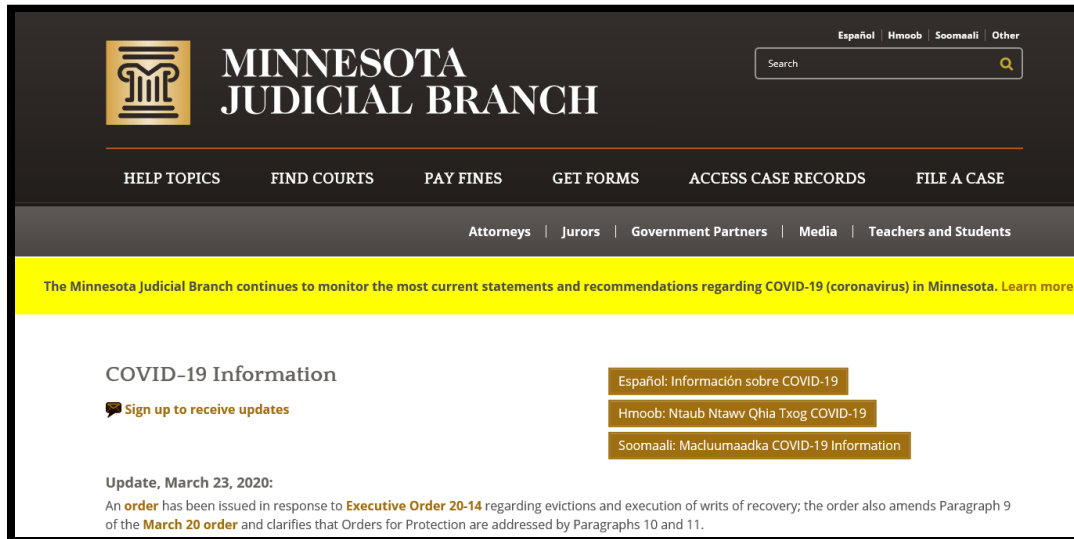 Español | Hmoob | Soomaali | Other
MINNESOTA
JUDICIAL BRANCH
Search
HELP TOPICS FIND COURTS PAY FINES GET FORMS ACCESS CASE RECORDS FILE A CASE
Attorneys | Jurors | Government Partners | Media | Teachers and Students
The Minnesota Judicial Branch continues to monitor the most current statements and recommendations regarding COVID-19 (coronavirus) in Minnesota. Learn more
COVID-19 Information
Sign up to receive updates
Español: Información sobre COVID-19
Hmoob: Ntaub Ntawv Qhia Txog COVID-19
Soomaali: Macluumaadka COVID-19 Information
Update, March 23, 2020:
An order has been issued in response to Executive Order 20-14 regarding evictions and execution of writs of recovery; the order also amends Paragraph 9
of the March 20 order and clarifies that Orders for Protection are addressed by Paragraphs 10 and 11.